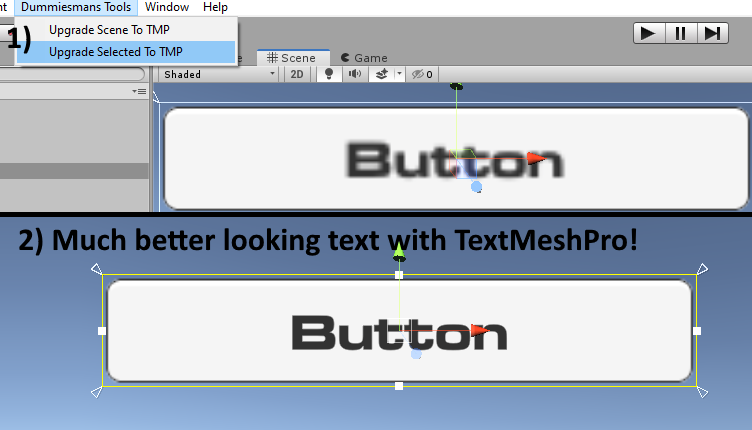 nt Dummiesmans Tools Window Help
1)
Upgrade Scene To TMP
Upgrade Selected To TMP
e Scene Game
Shaded 2D 0
Button
2) Much better looking text with TextMeshPro!
Button